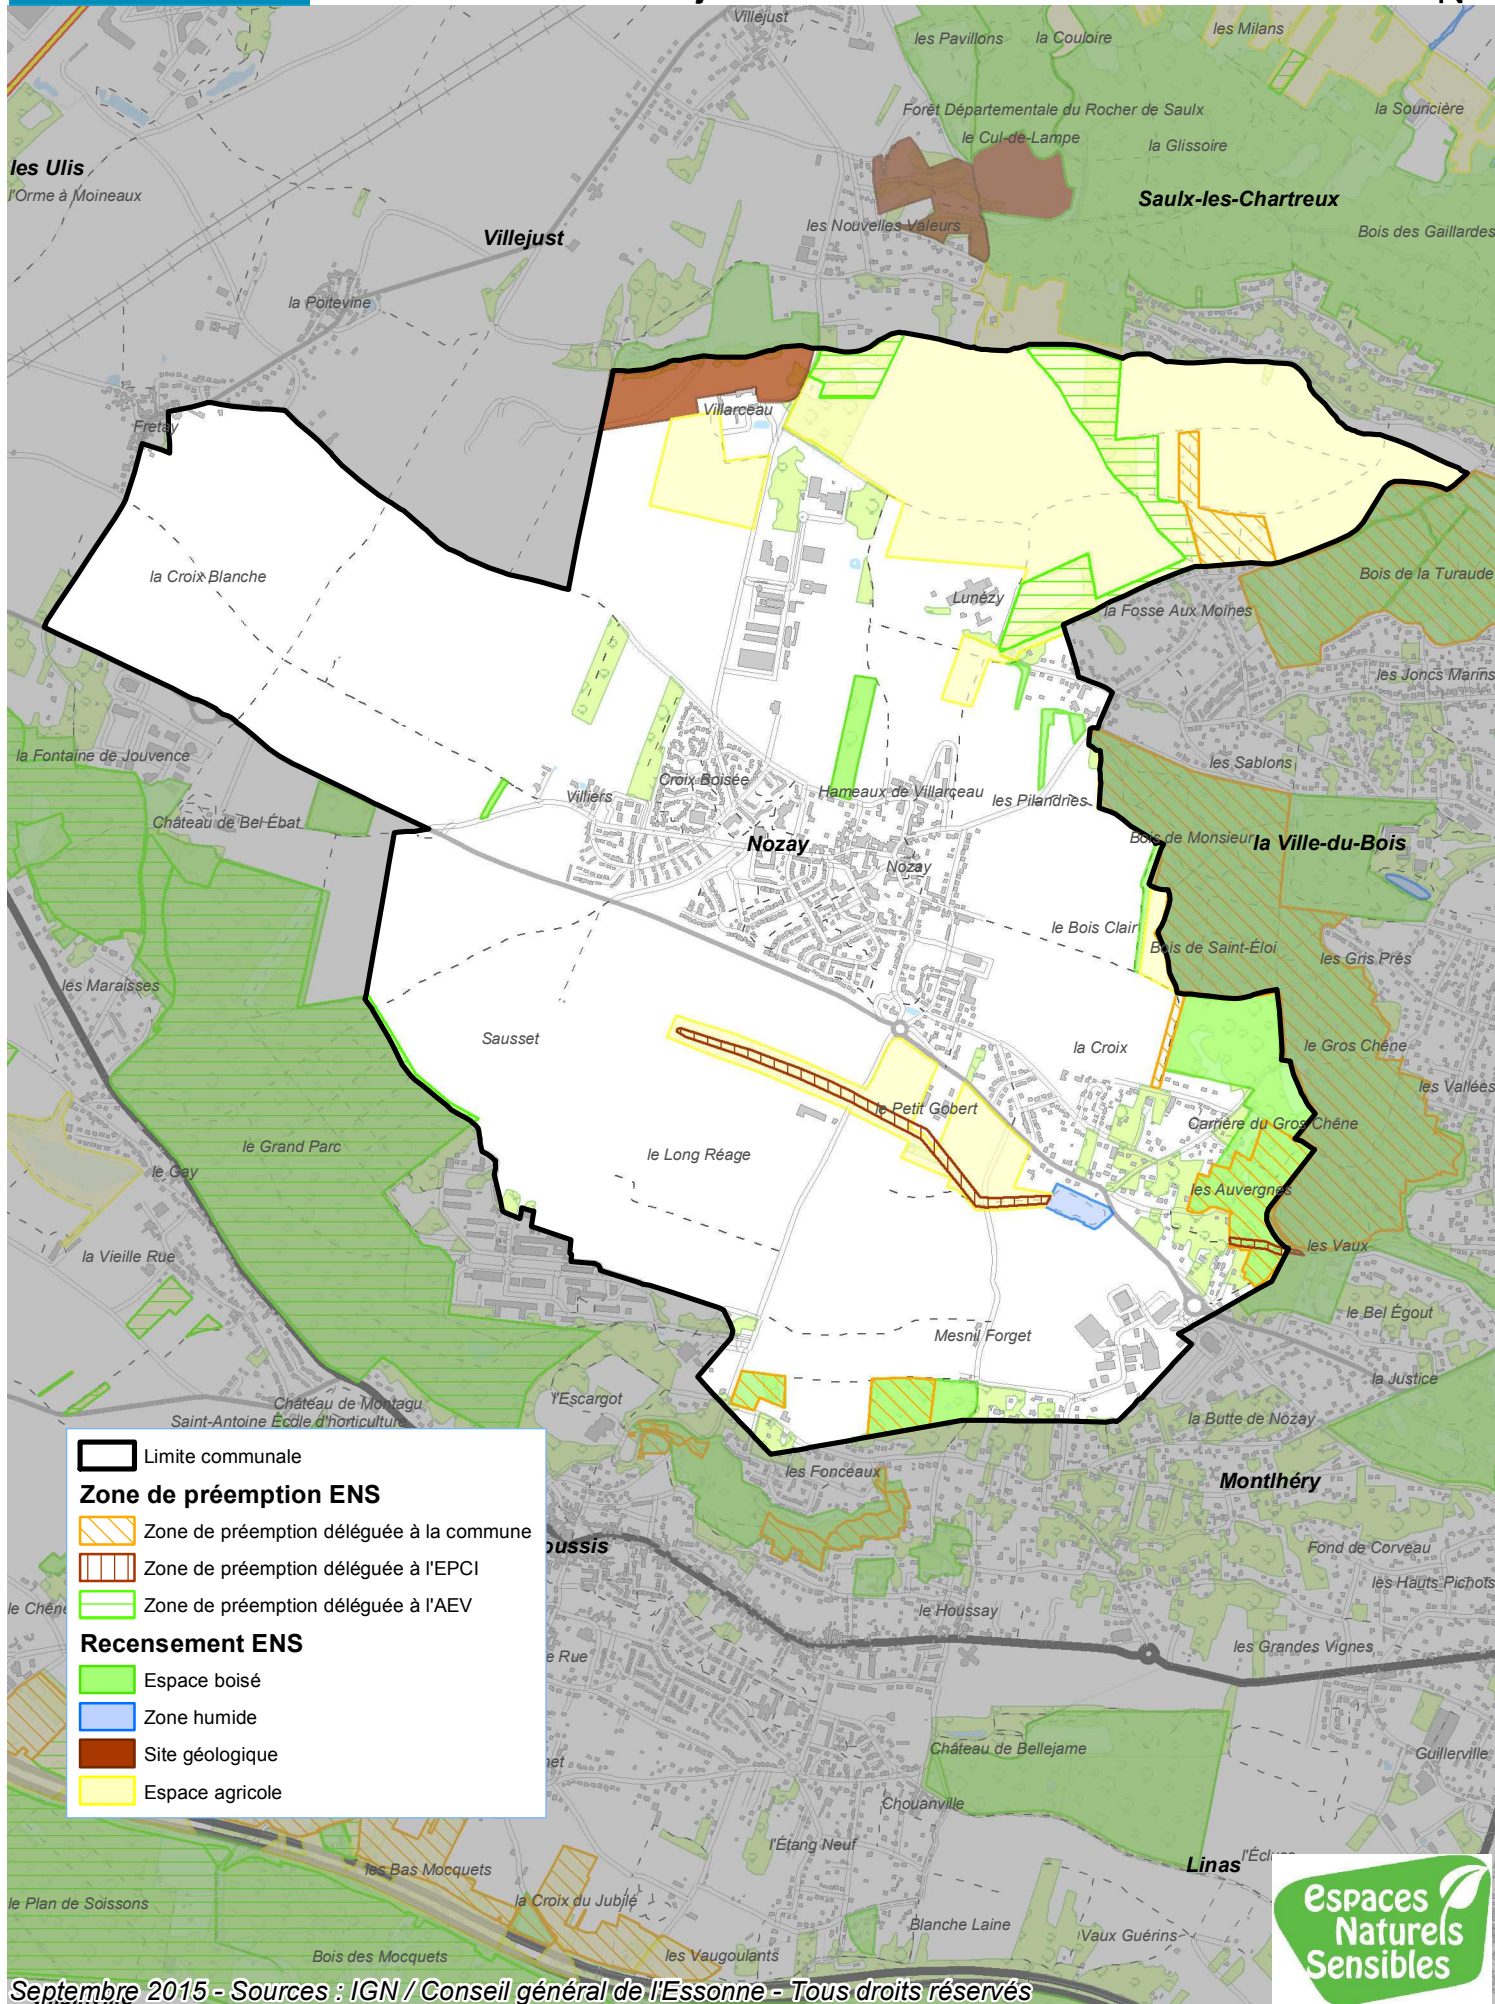 Villejust
les Pavillons
la Couloire
les Milans
Forêt Départementale du Rocher de Saulx
la Souricière
le Cul-de-Lampe
la Glissoire
les Ulis
l'Orme à Moineaux
Saulx-les-Chartreux
Villejust
les Nouvelles Valeurs
Bois des Gaillardes
la Poitevine
Fretay
Villarceau
la Croix Blanche
Bois de la Turaude
Lunézy
la Fosse Aux Moines
les Joncs Marins
la Fontaine de Jouvence
les Sablons
Croix Boisée
Villiers
Hameaux de Villarceau
les Pilandries
Château de Bel Ébat
Nozay
Bois de Monsieur
la Ville-du-Bois
Nozay
le Bois Clair
Bois de Saint-Éloi
les Gris Prés
les Maraisses
Sausset
la Croix
le Gros Chêne
les Vallées
le Petit Gobert
Carrière du Gros Chêne
le Grand Parc
le Long Réage
le Gay
les Auvergnes
la Vieille Rue
les Vaux
le Bel Égout
Mesnil Forget
la Justice
l'Escargot
Château de Montagu
Saint-Antoine École d'horticulture
la Butte de Nozay
Limite communale
les Fonceaux
Montlhéry
Zone de préemption ENS
Zone de préemption déléguée à la commune
oussis
Fond de Corveau
Zone de préemption déléguée à l'EPCI
les Hauts Pichots
le Chêne
Zone de préemption déléguée à l'AEV
le Houssay
Recensement ENS
les Grandes Vignes
e Rue
Espace boisé
Zone humide
Site géologique
Château de Bellejame
Guillerville
net
Espace agricole
Chouanville
l'Étang Neuf
les Bas Mocquets
Linas
l'Écluse
le Plan de Soissons
la Croix du Jubilé
Blanche Laine
Vaux Guérins
Bois des Mocquets
les Vaugoulants
espaces
Naturels
Sensibles
Septembre 2015 - Sources : IGN / Conseil général de l'Essonne - Tous droits réservés